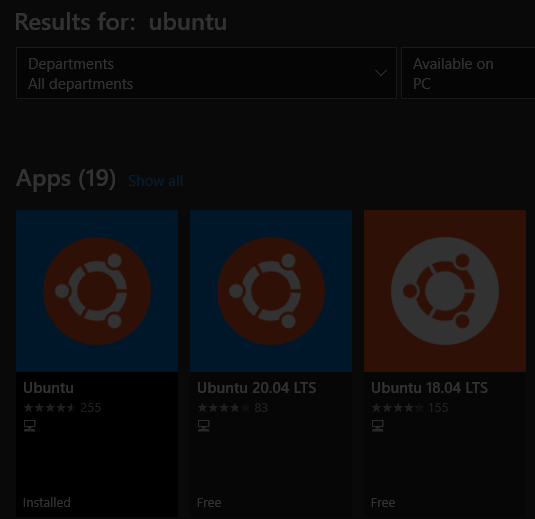 Results for: ubuntu
Departments
All departments
Available on
PC
Apps (19) Show all
Ubuntu
255
Installed
Ubuntu 20.04 LTS
83
Free
Ubuntu 18.04 LTS
155
Free